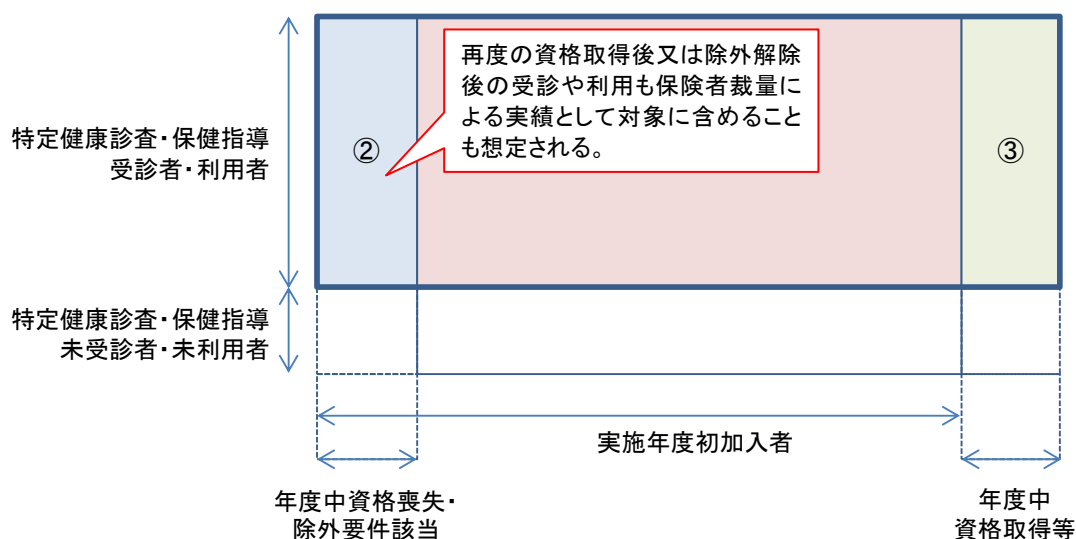 再度の資格取得後又は除外解除
後の受診や利用も保険者裁量に
よる実績として対象に含めること
も想定される。
特定健康診査・保健指導
受診者・利用者
②
③
特定健康診査・保健指導
未受診者・未利用者
実施年度初加入者
年度中資格喪失・
除外要件該当
年度中
資格取得等